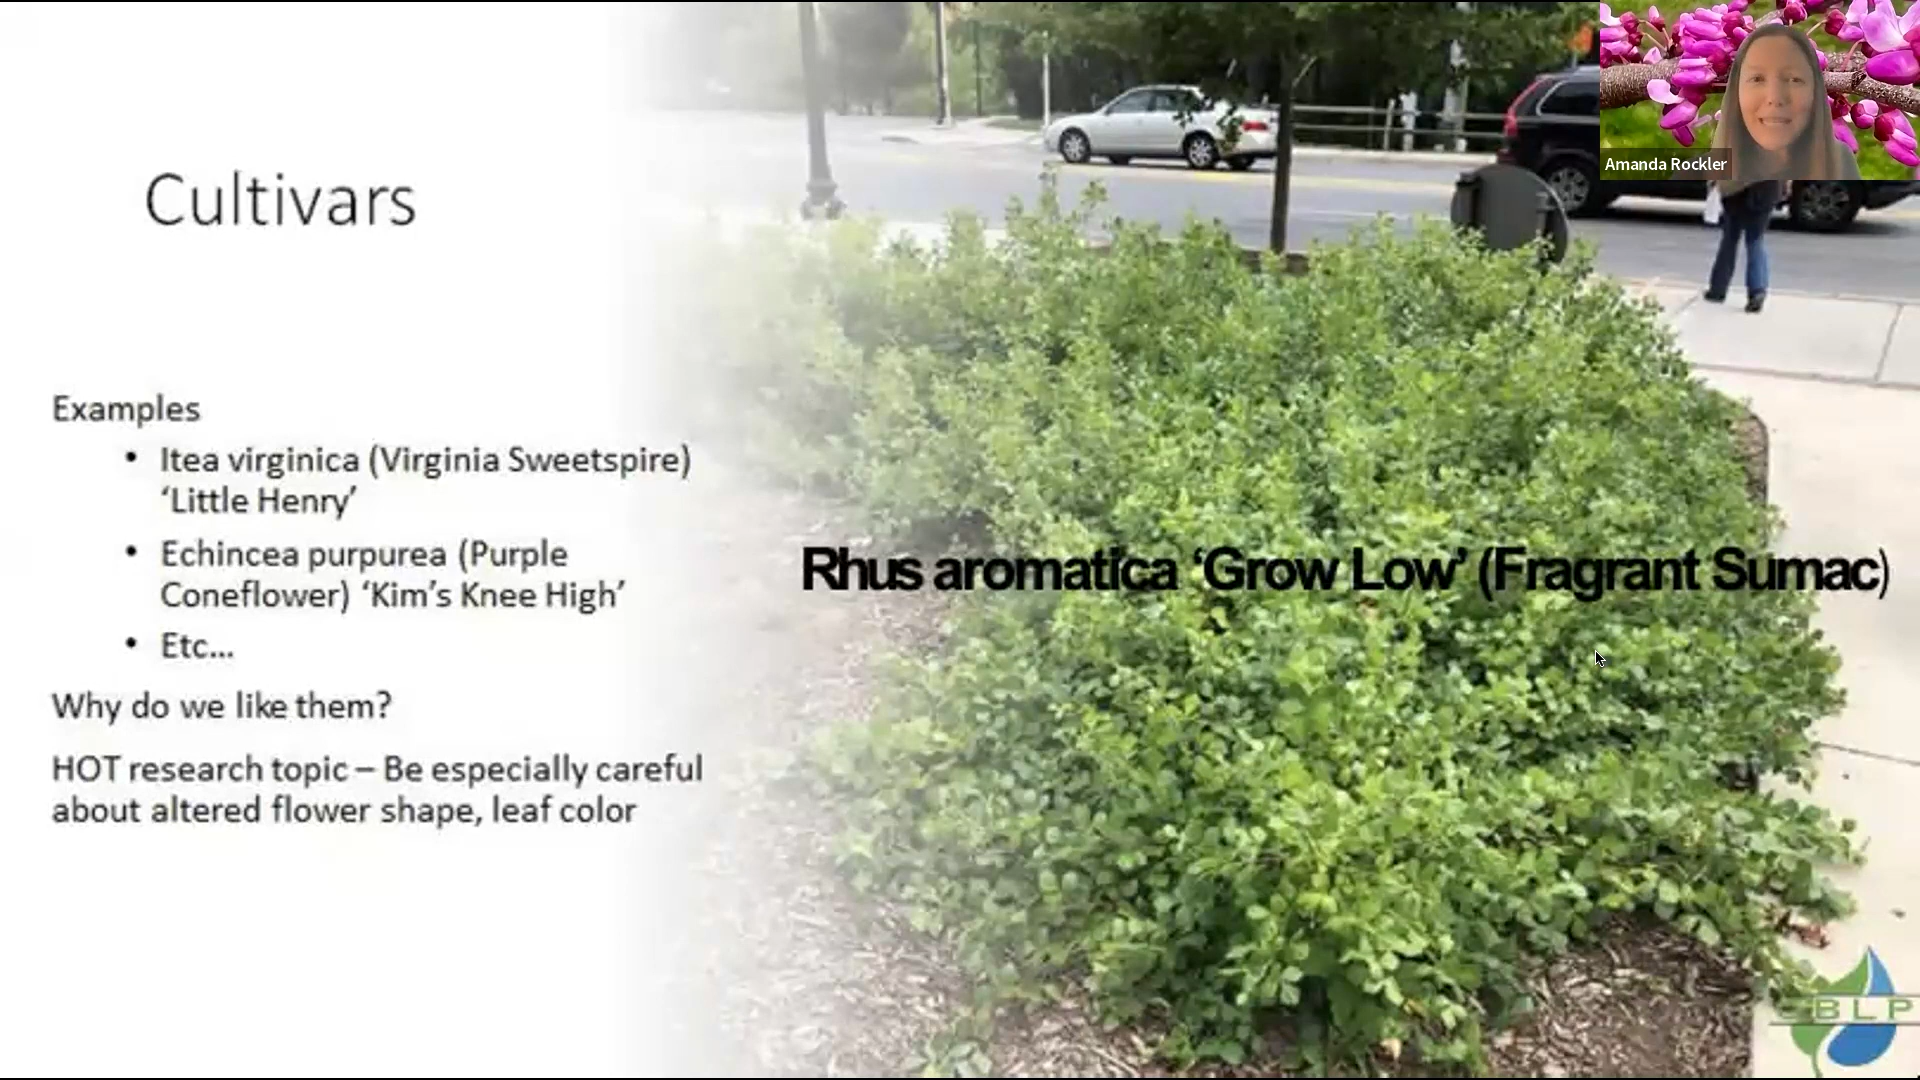 Cultivars
Examples
• Itea virginica (Virginia Sweetspire)
‘Little Henry’
• Echincea purpurea (Purple
Coneflower) ‘Kim’s Knee High’
• Etc...
Why do we like them?
HOT research topic – Be especially careful
about altered flower shape, leaf color
Rhus aromatica ‘Grow Low’ (Fragrant Sumac)
Amanda Rockler
CBLP